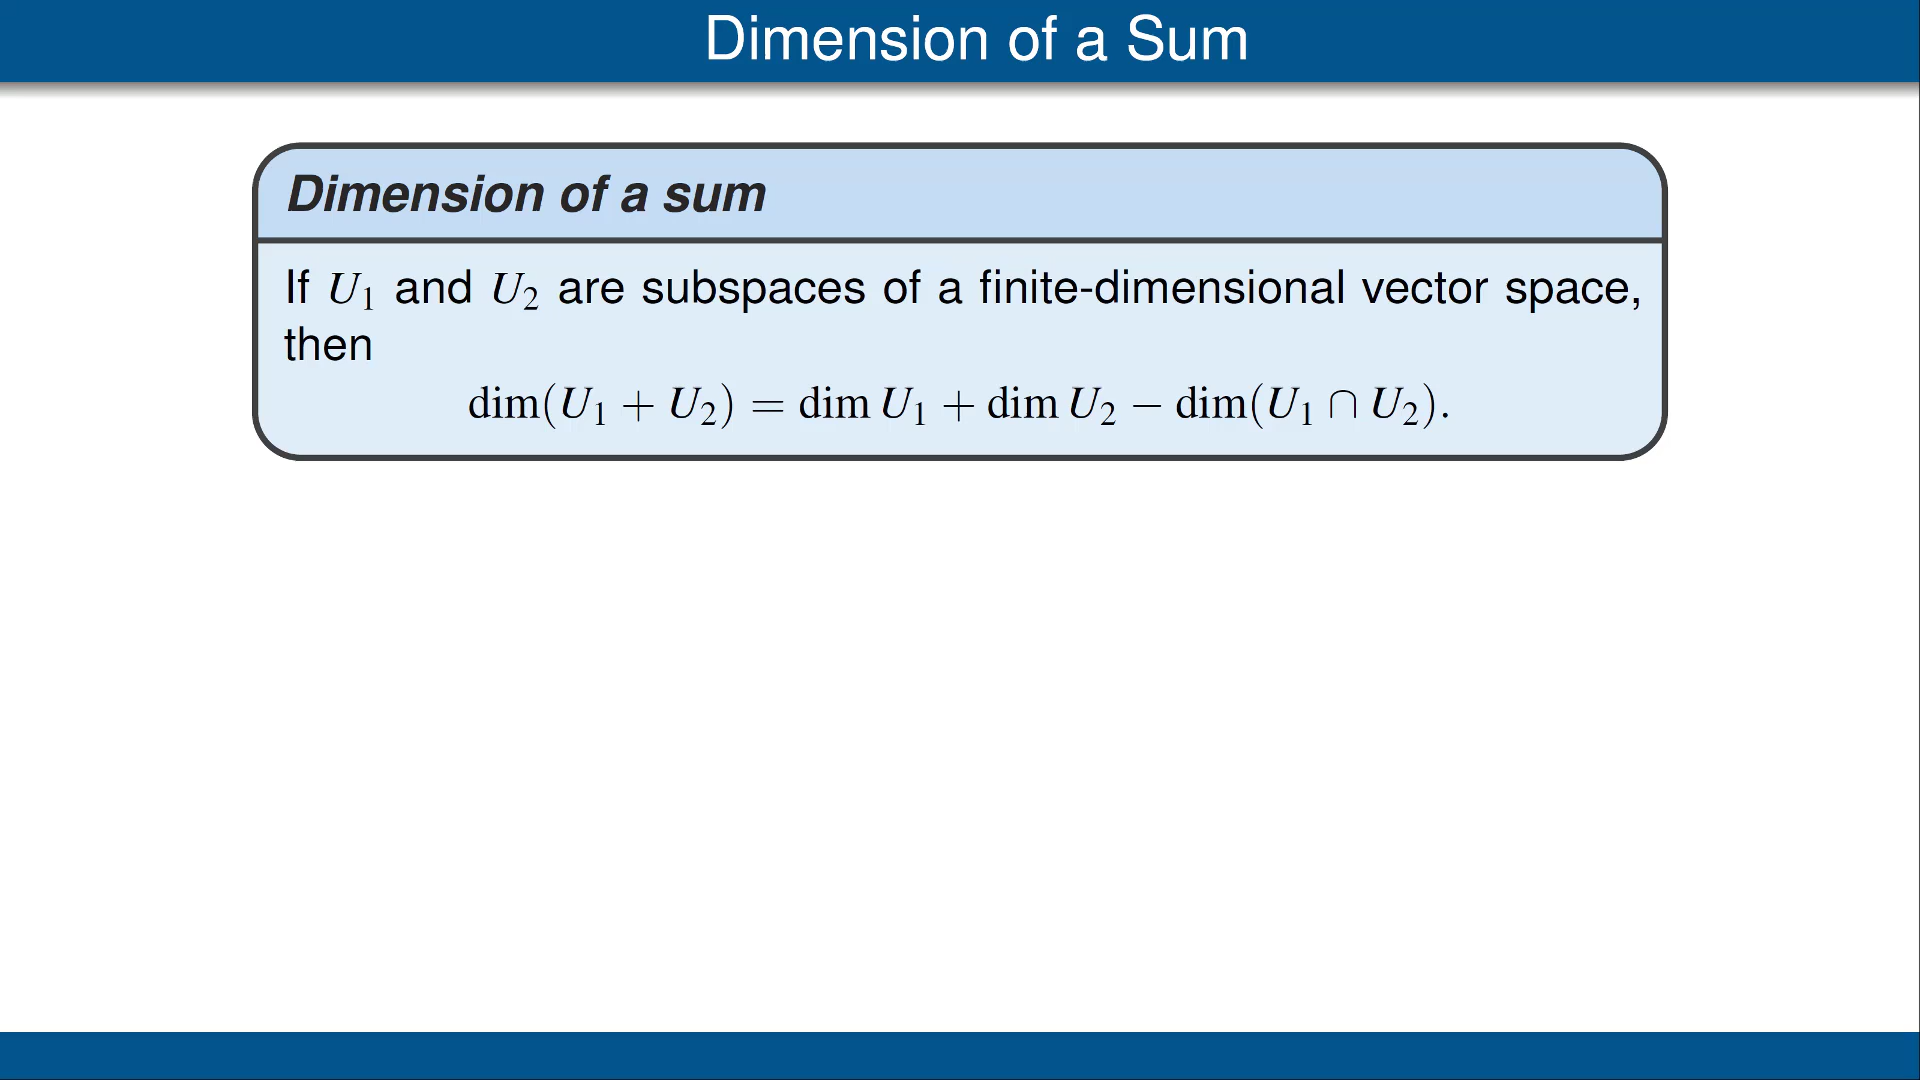 Dimension of a Sum
Dimension of a sum
If U₁ and U₂ are subspaces of a finite-dimensional vector space,
then
dim(U₁ + U₂) = dim U₁ + dim U₂ − dim(U₁ ∩ U₂).